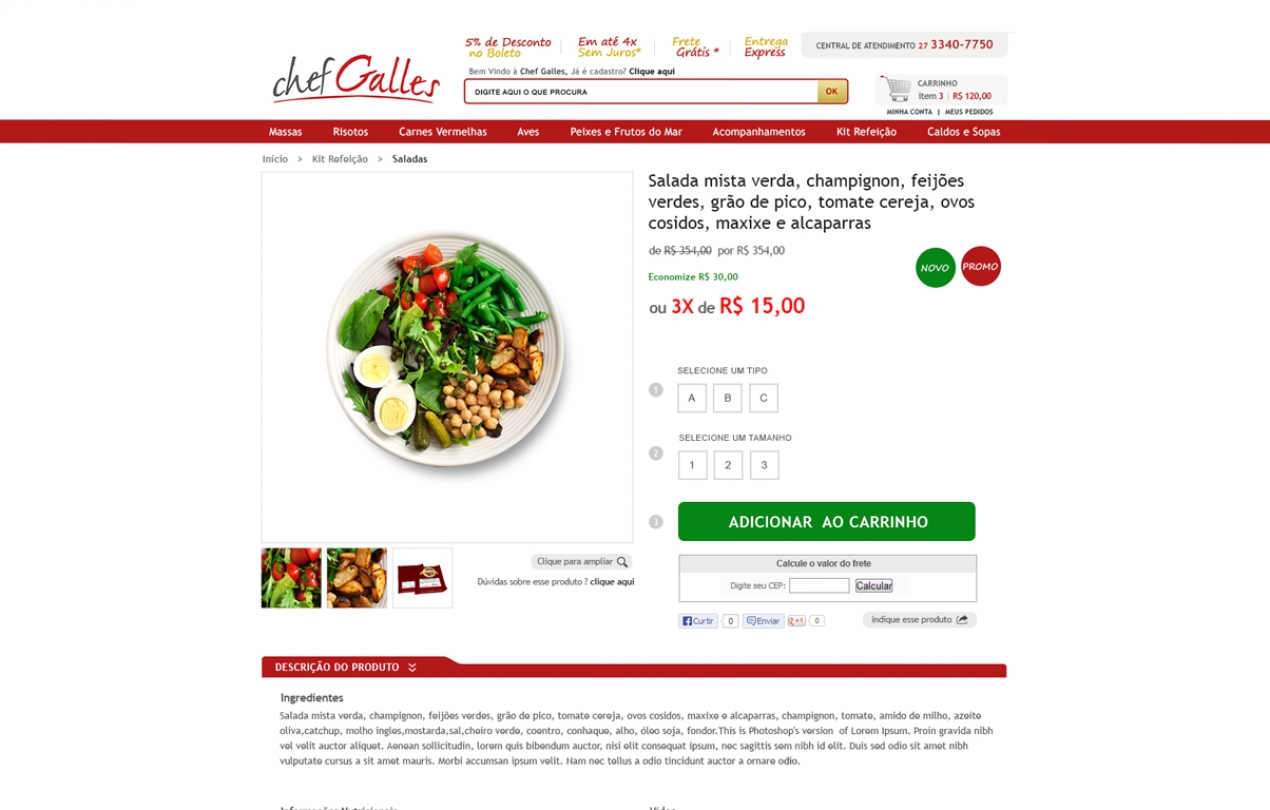 chef Galles
5% de Desconto
no Boleto
Em até 4x
Sem Juros*
Frete
Grátis *
Entrega
Express
CENTRAL DE ATENDIMENTO 27 3340-7750
Bem Vindo à Chef Galles, Já é cadastro? Clique aqui
DIGITE AQUI O QUE PROCURA
OK
CARRINHO
ítem 3 | R$ 120,00
MINHA CONTA | MEUS PEDIDOS
Massas Risotos Carnes Vermelhas Aves Peixes e Frutos do Mar Acompanhamentos Kit Refeição Caldos e Sopas
Início > Kit Refeição > Saladas
Salada mista verda, champignon, feijões
verdes, grão de pico, tomate cereja, ovos
cosidos, maxixe e alcaparras
de R$ 354,00 por R$ 354,00
Economize R$ 30,00
NOVO
PROMO
ou 3X de R$ 15,00
SELECIONE UM TIPO
1
A B C
SELECIONE UM TAMANHO
2
1 2 3
3
ADICIONAR AO CARRINHO
Clique para ampliar
Dúvidas sobre esse produto ? clique aqui
Calcule o valor do frete
Digite seu CEP:
Calcular
Curtir 0 Enviar g +1 0
indique esse produto
DESCRIÇÃO DO PRODUTO
Ingredientes
Salada mista verda, champignon, feijões verdes, grão de pico, tomate cereja, ovos cosidos, maxixe e alcaparras, champignon, tomate, amido de milho, azeite
oliva,catchup, molho ingles,mostarda,sal,cheiro verde, coentro, conhaque, alho, óleo soja, fondor.This is Photoshop's version of Lorem Ipsum. Proin gravida nibh
vel velit auctor aliquet. Aenean sollicitudin, lorem quis bibendum auctor, nisi elit consequat ipsum, nec sagittis sem nibh id elit. Duis sed odio sit amet nibh
vulputate cursus a sit amet mauris. Morbi accumsan ipsum velit. Nam nec tellus a odio tincidunt auctor a ornare odio.
Informações Nutricionais
Vídeo